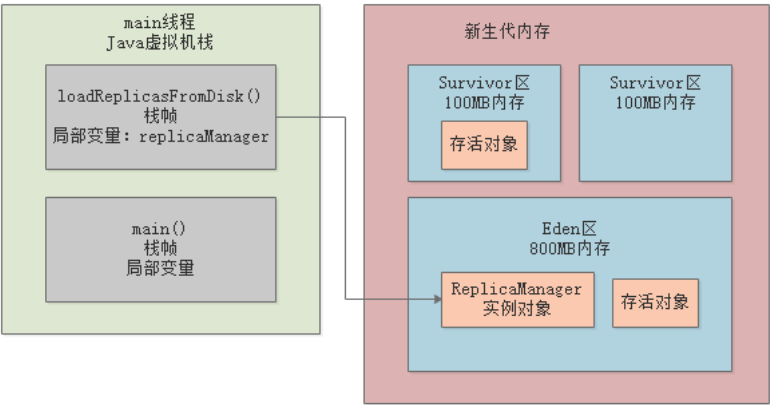 main线程
Java虚拟机栈
loadReplicasFromDisk()
栈帧
局部变量：replicaManager
main()
栈帧
局部变量
新生代内存
Survivor区
100MB内存
存活对象
Survivor区
100MB内存
Eden区
800MB内存
ReplicaManager
实例对象
存活对象